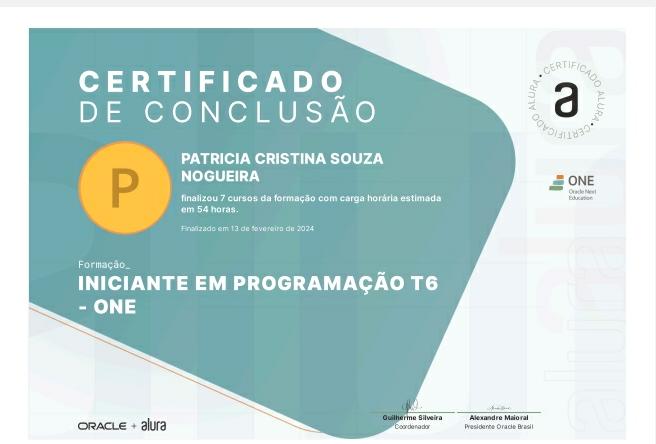 CERTIFICADO
DE CONCLUSÃO
CERTIFICADO ALURA • CERTIFICADO ALURA •
a
P
PATRICIA CRISTINA SOUZA
NOGUEIRA
finalizou 7 cursos da formação com carga horária estimada
em 54 horas.
Finalizado em 13 de fevereiro de 2024
ONE
Oracle Next
Education
Formação_
INICIANTE EM PROGRAMAÇÃO T6
- ONE
ORACLE + alura
Guilherme Silveira
Coordenador
Alexandre Maioral
Presidente Oracle Brasil